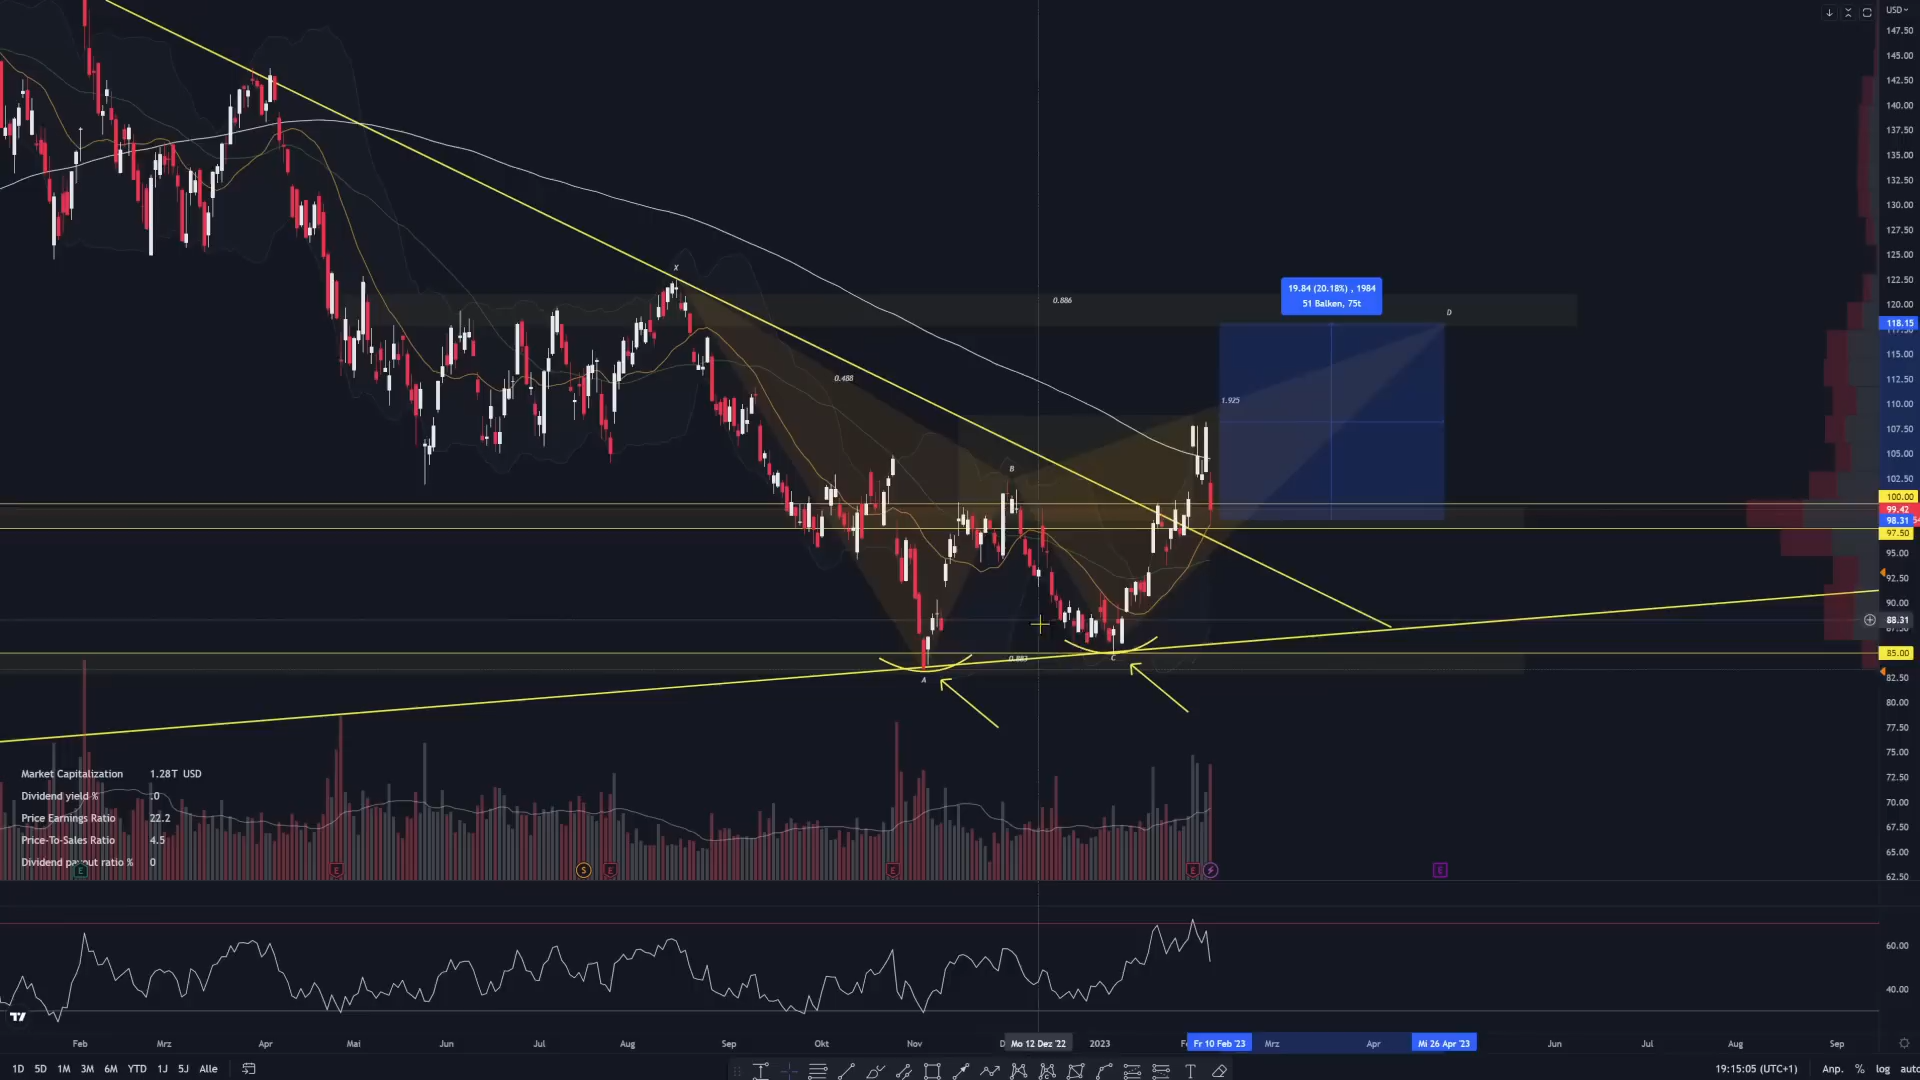 USD
147.50
145.00
142.50
140.00
137.50
135.00
132.50
130.00
127.50
125.00
122.50
120.00
118.15
115.00
112.50
110.00
107.50
105.00
102.50
100.00
99.42
98.31
97.50
95.00
92.50
90.00
88.31
85.00
82.50
80.00
77.50
75.00
72.50
70.00
67.50
65.00
62.50
X
0.886
19.84 (20.18%) , 1984
51 Balken, 75t
D
0.488
1.925
B
0.883
C
A
Market Capitalization 1.28T USD
Dividend yield % :0
Price Earnings Ratio 22.2
Price-To-Sales Ratio 4.5
Dividend payout ratio % 0
E E S E E E E
60.00
40.00
Feb Mrz Apr Mai Jun Jul Aug Sep Okt Nov D Mo 12 Dez '22 2023 F Fr 10 Feb '23 Mrz Apr Mi 26 Apr '23 Jun Jul Aug Sep
1D 5D 1M 3M 6M YTD 1J 5J Alle T 19:15:05 (UTC+1) Anp. % log auto